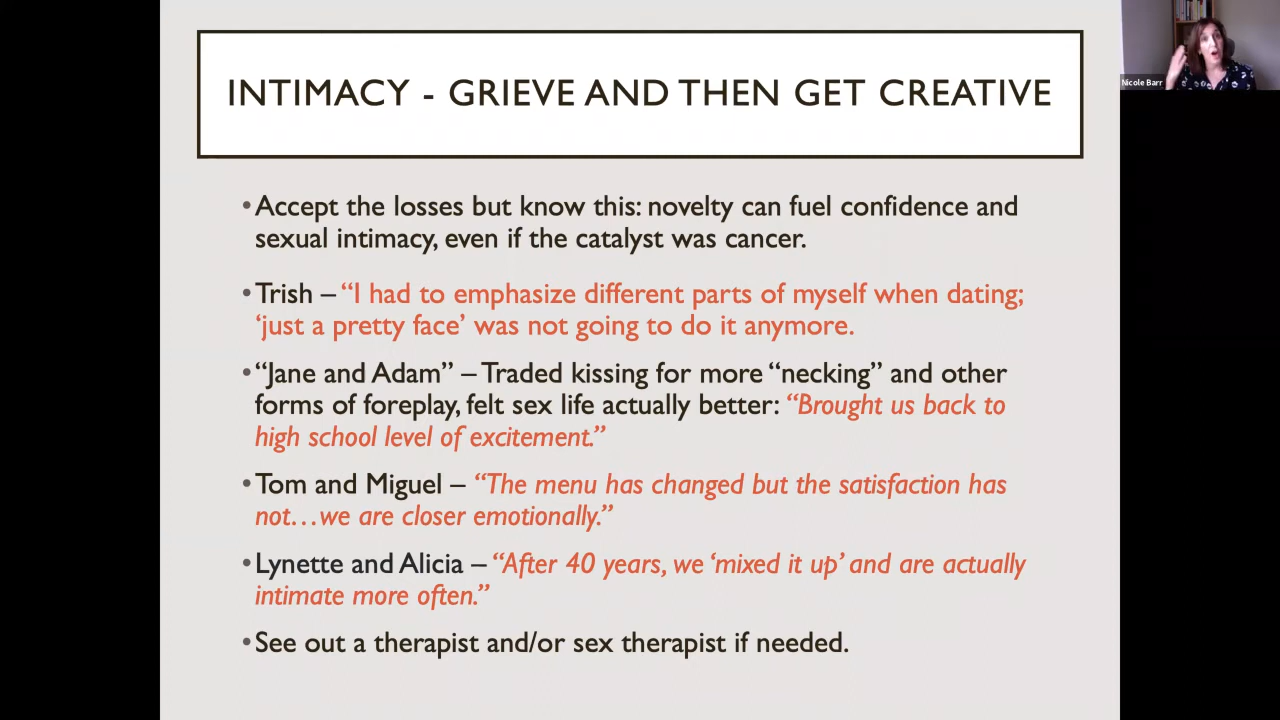 INTIMACY - GRIEVE AND THEN GET CREATIVE
Nicole Barr
•Accept the losses but know this: novelty can fuel confidence and
sexual intimacy, even if the catalyst was cancer.
•Trish – “I had to emphasize different parts of myself when dating;
‘just a pretty face’ was not going to do it anymore.
•“Jane and Adam” – Traded kissing for more “necking” and other
forms of foreplay, felt sex life actually better: “Brought us back to
high school level of excitement.”
•Tom and Miguel – “The menu has changed but the satisfaction has
not…we are closer emotionally.”
•Lynette and Alicia – “After 40 years, we ‘mixed it up’ and are actually
intimate more often.”
•See out a therapist and/or sex therapist if needed.